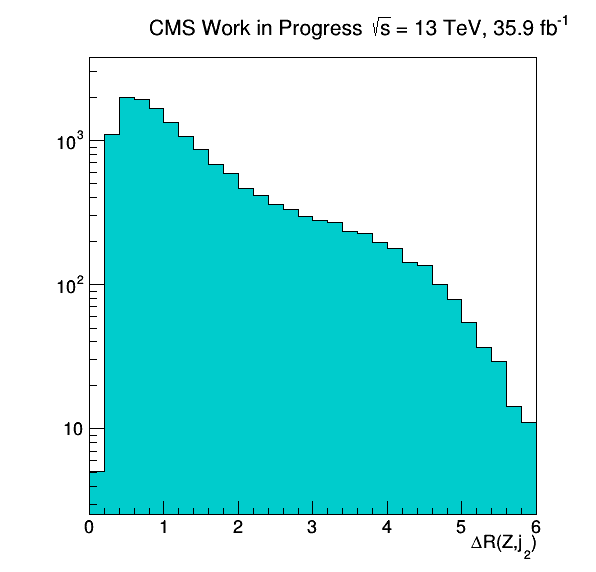 CMS Work in Progress √s = 13 TeV, 35.9 fb⁻¹
10³
10²
10
0 1 2 3 4 5 6
ΔR(Z,j₂)